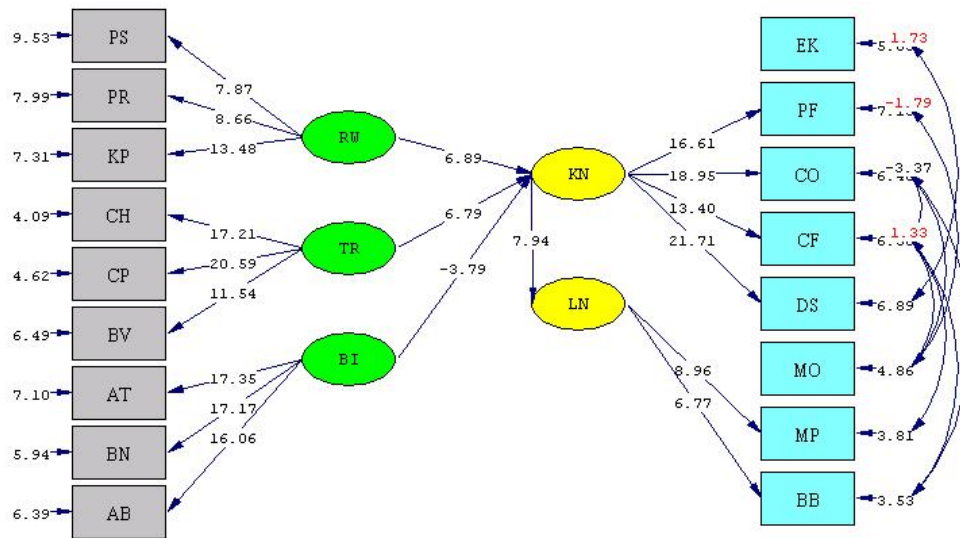 9.53 PS
7.99 PR
7.31 KP
4.09 CH
4.62 CP
6.49 BV
7.10 AT
5.94 BN
6.39 AB
7.87
8.66
13.48
17.21
20.59
11.54
17.35
17.17
16.06
RW
TR
BI
6.89
6.79
-3.79
KN
7.94
LN
16.61
18.95
13.40
21.71
8.96
6.77
EK 1.73
PF -1.79
CO -3.37
CF 1.33
DS 6.89
MO 4.86
MP 3.81
BB 3.53